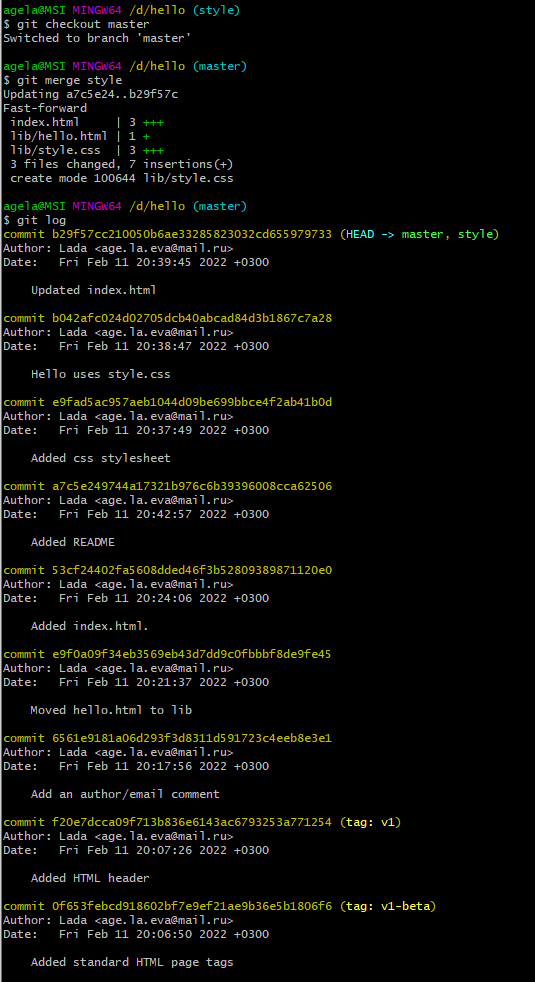 agela@MSI MINGW64 /d/hello (style)
$ git checkout master
Switched to branch 'master'
agela@MSI MINGW64 /d/hello (master)
$ git merge style
Updating a7c5e24..b29f57c
Fast-forward
 index.html     | 3 +++
 lib/hello.html | 1 +
 lib/style.css  | 3 +++
 3 files changed, 7 insertions(+)
 create mode 100644 lib/style.css
agela@MSI MINGW64 /d/hello (master)
$ git log
commit b29f57cc210050b6ae33285823032cd655979733 (HEAD -> master, style)
Author: Lada <age.la.eva@mail.ru>
Date:   Fri Feb 11 20:39:45 2022 +0300
    Updated index.html
commit b042afc024d02705dcb40abcad84d3b1867c7a28
Author: Lada <age.la.eva@mail.ru>
Date:   Fri Feb 11 20:38:47 2022 +0300
    Hello uses style.css
commit e9fad5ac957aeb1044d09be699bbce4f2ab41b0d
Author: Lada <age.la.eva@mail.ru>
Date:   Fri Feb 11 20:37:49 2022 +0300
    Added css stylesheet
commit a7c5e249744a17321b976c6b39396008cca62506
Author: Lada <age.la.eva@mail.ru>
Date:   Fri Feb 11 20:42:57 2022 +0300
    Added README
commit 53cf24402fa5608dded46f3b52809389871120e0
Author: Lada <age.la.eva@mail.ru>
Date:   Fri Feb 11 20:24:06 2022 +0300
    Added index.html.
commit e9f0a09f34eb3569eb43d7dd9c0fbbbf8de9fe45
Author: Lada <age.la.eva@mail.ru>
Date:   Fri Feb 11 20:21:37 2022 +0300
    Moved hello.html to lib
commit 6561e9181a06d293f3d8311d591723c4eeb8e3e1
Author: Lada <age.la.eva@mail.ru>
Date:   Fri Feb 11 20:17:56 2022 +0300
    Add an author/email comment
commit f20e7dcca09f713b836e6143ac6793253a771254 (tag: v1)
Author: Lada <age.la.eva@mail.ru>
Date:   Fri Feb 11 20:07:26 2022 +0300
    Added HTML header
commit 0f653febcd918602bf7e9ef21ae9b36e5b1806f6 (tag: v1-beta)
Author: Lada <age.la.eva@mail.ru>
Date:   Fri Feb 11 20:06:50 2022 +0300
    Added standard HTML page tags